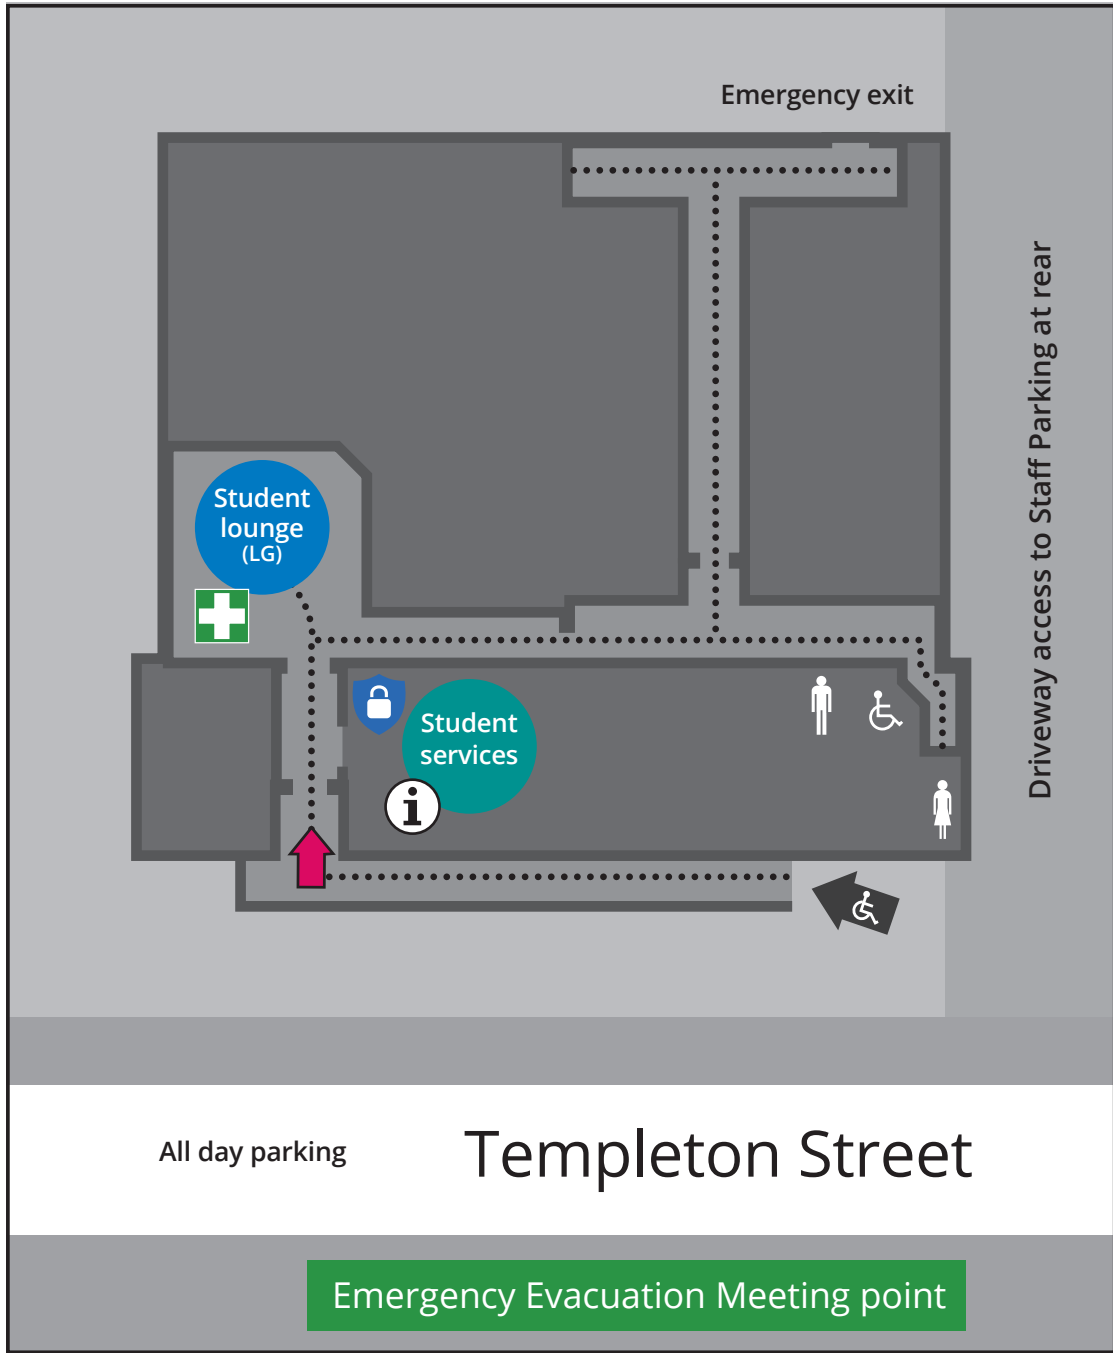 Emergency exit
Driveway access to Staff Parking at rear
Student
lounge
(LG)
Student
services
i
All day parking
Templeton Street
Emergency Evacuation Meeting point